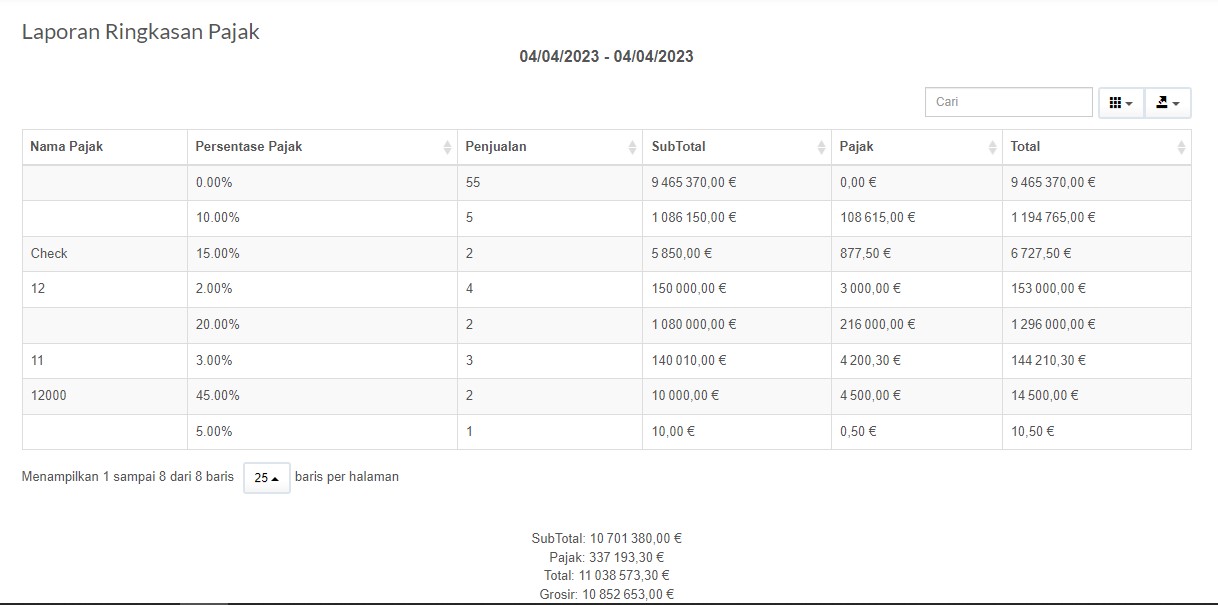 Laporan Ringkasan Pajak
04/04/2023 - 04/04/2023
Cari
Nama Pajak Persentase Pajak Penjualan SubTotal Pajak Total
0.00% 55 9 465 370,00 € 0,00 € 9 465 370,00 €
10.00% 5 1 086 150,00 € 108 615,00 € 1 194 765,00 €
Check 15.00% 2 5 850,00 € 877,50 € 6 727,50 €
12 2.00% 4 150 000,00 € 3 000,00 € 153 000,00 €
20.00% 2 1 080 000,00 € 216 000,00 € 1 296 000,00 €
11 3.00% 3 140 010,00 € 4 200,30 € 144 210,30 €
12000 45.00% 2 10 000,00 € 4 500,00 € 14 500,00 €
5.00% 1 10,00 € 0,50 € 10,50 €
Menampilkan 1 sampai 8 dari 8 baris 25 baris per halaman
SubTotal: 10 701 380,00 €
Pajak: 337 193,30 €
Total: 11 038 573,30 €
Grosir: 10 852 653,00 €